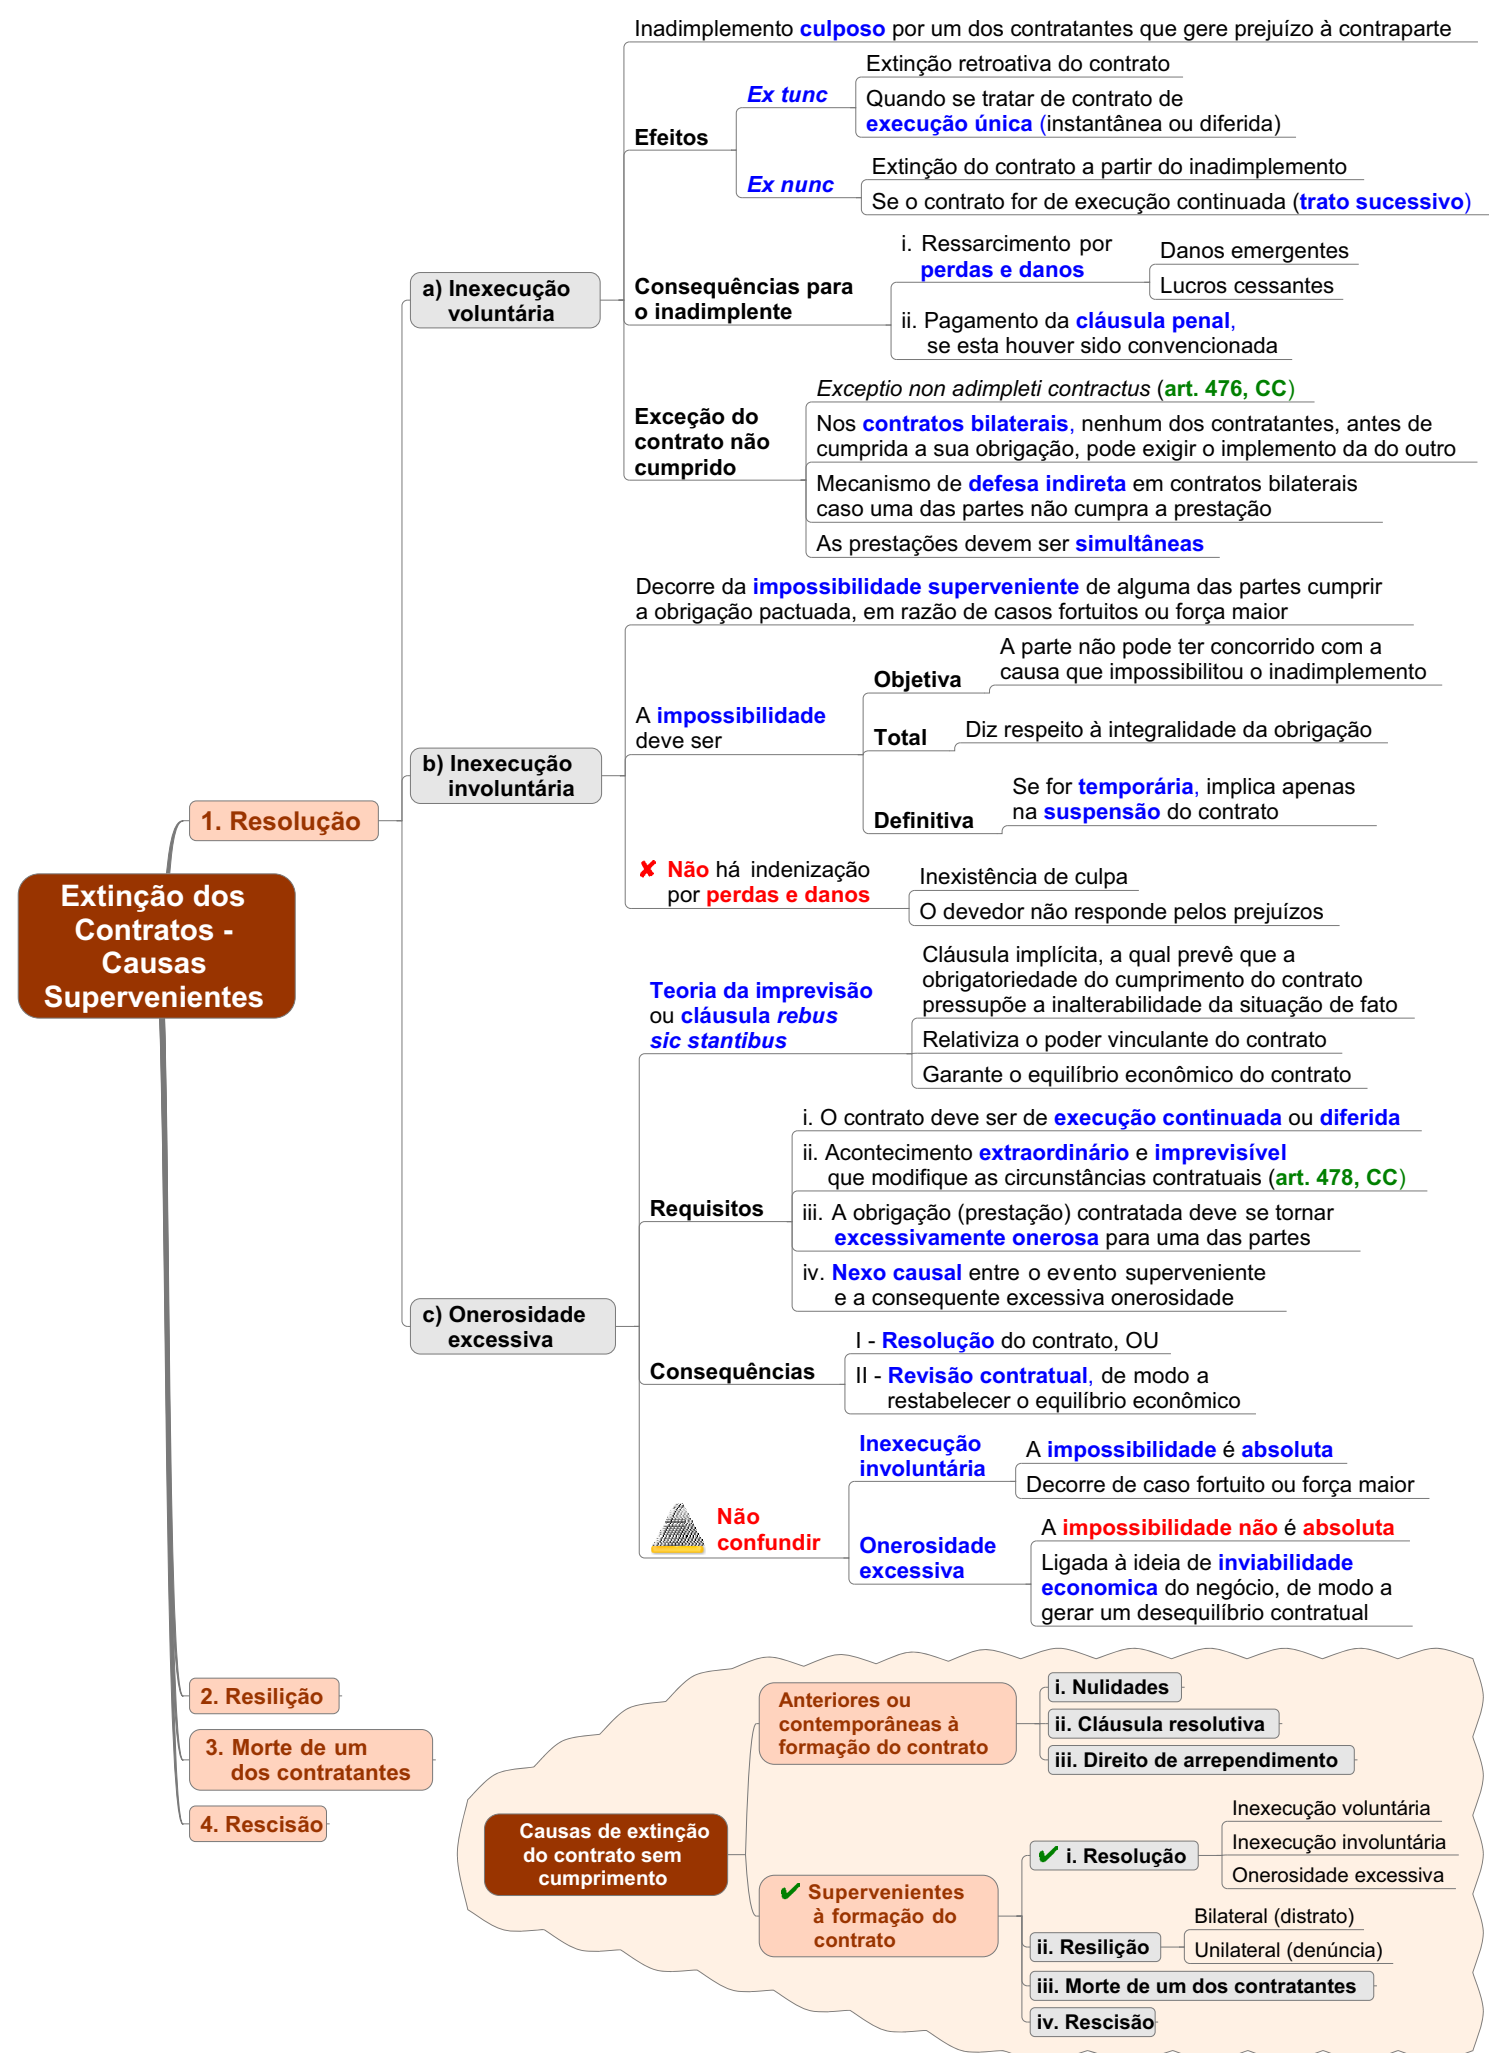 Extinção dos
Contratos -
Causas
Supervenientes
1. Resolução
a) Inexecução
voluntária
Inadimplemento culposo por um dos contratantes que gere prejuízo à contraparte
Efeitos
Ex tunc
Extinção retroativa do contrato
Quando se tratar de contrato de
execução única (instantânea ou diferida)
Ex nunc
Extinção do contrato a partir do inadimplemento
Se o contrato for de execução continuada (trato sucessivo)
Consequências para
o inadimplente
i. Ressarcimento por
perdas e danos
Danos emergentes
Lucros cessantes
ii. Pagamento da cláusula penal,
se esta houver sido convencionada
Exceção do
contrato não
cumprido
Exceptio non adimpleti contractus (art. 476, CC)
Nos contratos bilaterais, nenhum dos contratantes, antes de
cumprida a sua obrigação, pode exigir o implemento da do outro
Mecanismo de defesa indireta em contratos bilaterais
caso uma das partes não cumpra a prestação
As prestações devem ser simultâneas
b) Inexecução
involuntária
Decorre da impossibilidade superveniente de alguma das partes cumprir
a obrigação pactuada, em razão de casos fortuitos ou força maior
A impossibilidade
deve ser
Objetiva
A parte não pode ter concorrido com a
causa que impossibilitou o inadimplemento
Total
Diz respeito à integralidade da obrigação
Definitiva
Se for temporária, implica apenas
na suspensão do contrato
✘ Não há indenização
por perdas e danos
Inexistência de culpa
O devedor não responde pelos prejuízos
c) Onerosidade
excessiva
Teoria da imprevisão
ou cláusula rebus
sic stantibus
Cláusula implícita, a qual prevê que a
obrigatoriedade do cumprimento do contrato
pressupõe a inalterabilidade da situação de fato
Relativiza o poder vinculante do contrato
Garante o equilíbrio econômico do contrato
Requisitos
i. O contrato deve ser de execução continuada ou diferida
ii. Acontecimento extraordinário e imprevisível
que modifique as circunstâncias contratuais (art. 478, CC)
iii. A obrigação (prestação) contratada deve se tornar
excessivamente onerosa para uma das partes
iv. Nexo causal entre o evento superveniente
e a consequente excessiva onerosidade
Consequências
I - Resolução do contrato, OU
II - Revisão contratual, de modo a
restabelecer o equilíbrio econômico
Não
confundir
Inexecução
involuntária
A impossibilidade é absoluta
Decorre de caso fortuito ou força maior
Onerosidade
excessiva
A impossibilidade não é absoluta
Ligada à ideia de inviabilidade
economica do negócio, de modo a
gerar um desequilíbrio contratual
2. Resilição
3. Morte de um
dos contratantes
4. Rescisão
Causas de extinção
do contrato sem
cumprimento
Anteriores ou
contemporâneas à
formação do contrato
i. Nulidades
ii. Cláusula resolutiva
iii. Direito de arrependimento
✔ Supervenientes
à formação do
contrato
✔ i. Resolução
Inexecução voluntária
Inexecução involuntária
Onerosidade excessiva
ii. Resilição
Bilateral (distrato)
Unilateral (denúncia)
iii. Morte de um dos contratantes
iv. Rescisão